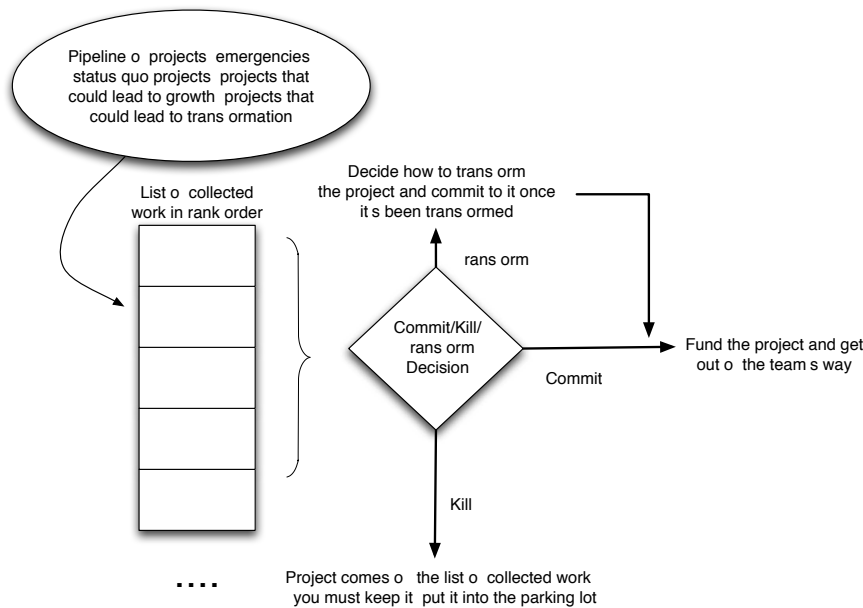 Pipeline o projects emergencies
status quo projects projects that
could lead to growth projects that
could lead to trans ormation
List o collected
work in rank order
Decide how to trans orm
the project and commit to it once
it s been trans ormed
rans orm
Commit/Kill/
rans orm
Decision
Commit
Fund the project and get
out o the team s way
Kill
....
Project comes o the list o collected work
you must keep it put it into the parking lot